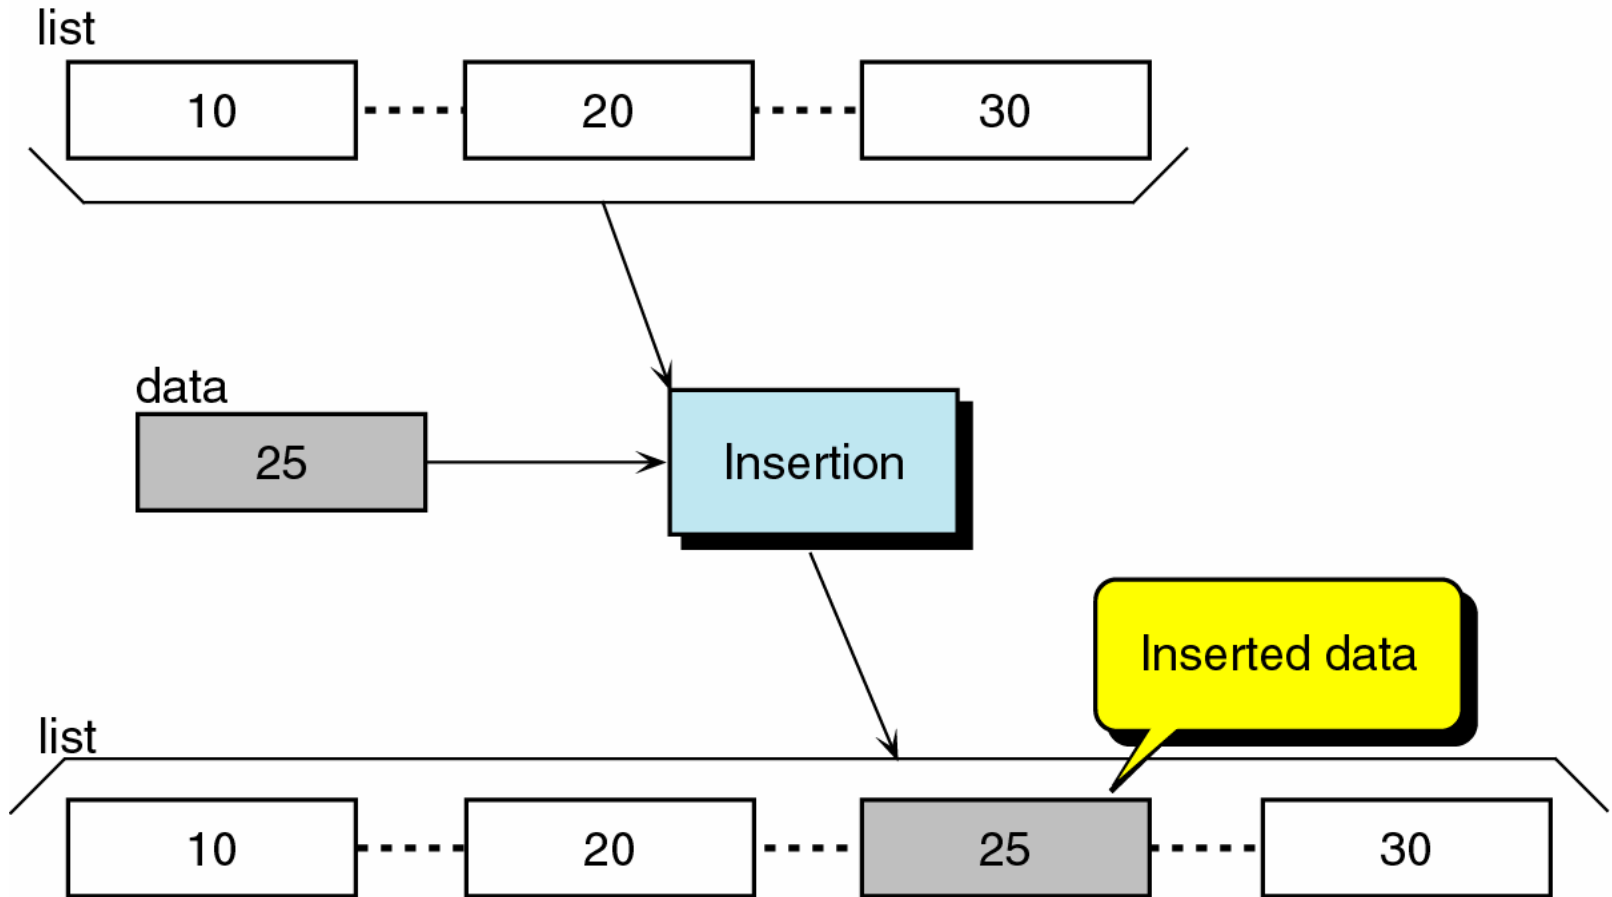 list
10 20 30
data
25
Insertion
Inserted data
list
10 20 25 30